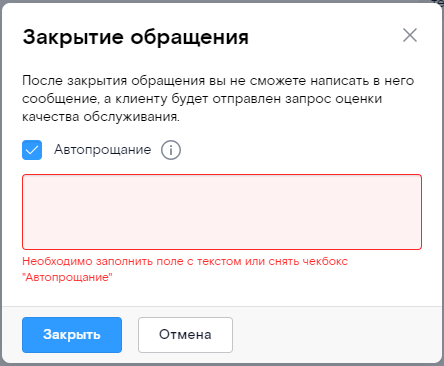 Закрытие обращения
После закрытия обращения вы не сможете написать в него
сообщение, а клиенту будет отправлен запрос оценки
качества обслуживания.
Автопрощание
Необходимо заполнить поле с текстом или снять чекбокс
"Автопрощание"
Закрыть
Отмена